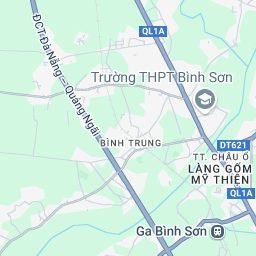 QL1A
ĐCT.Đà Nẵng – Quảng Ngãi
Trường THPT Bình Sơn
BÌNH TRUNG
ĐT621
TT. CHÂU Ổ
LÀNG GỐM
MỸ THIỆN
QL1A
Ga Bình Sơn